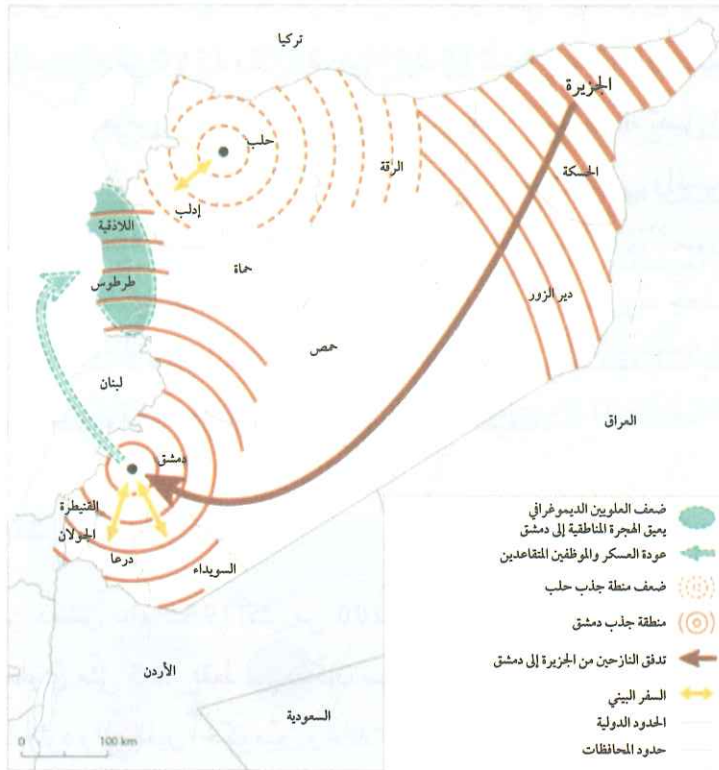 تركيا
الجزيرة
حلب
الحسكة
الرقة
إدلب
اللاذقية
حماة
طرطوس
دير الزور
حمص
لبنان
العراق
دمشق
القنيطرة
الجولان
درعا
السويداء
الأردن
السعودية
ضعف العلويين الديموغرافي
يعيق الهجرة المناطقية إلى دمشق
عودة العسكر والموظفين المتقاعدين
ضعف منطة جذب حلب
منطقة جذب دمشق
تدفق النازحين من الجزيرة إلى دمشق
السفر البيني
الحدود الدولية
حدود المحافظات
0 100 km